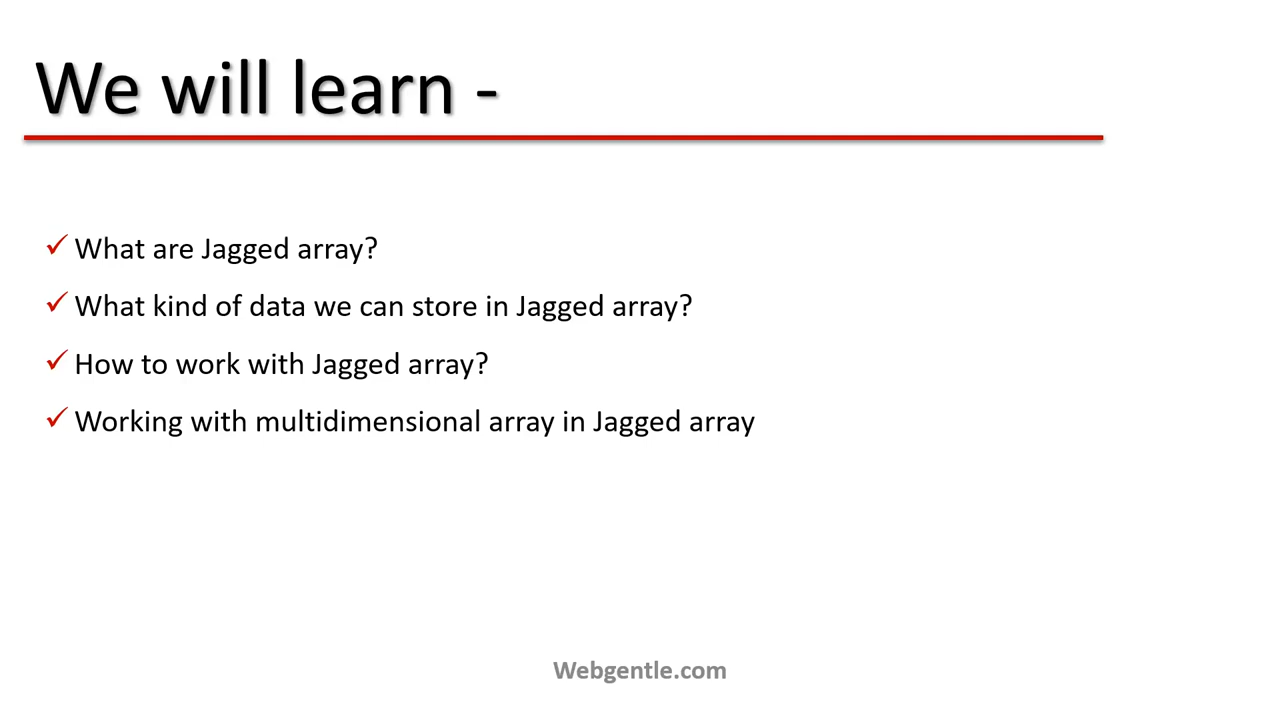 We will learn -
✓ What are Jagged array?
✓ What kind of data we can store in Jagged array?
✓ How to work with Jagged array?
✓ Working with multidimensional array in Jagged array
Webgentle.com